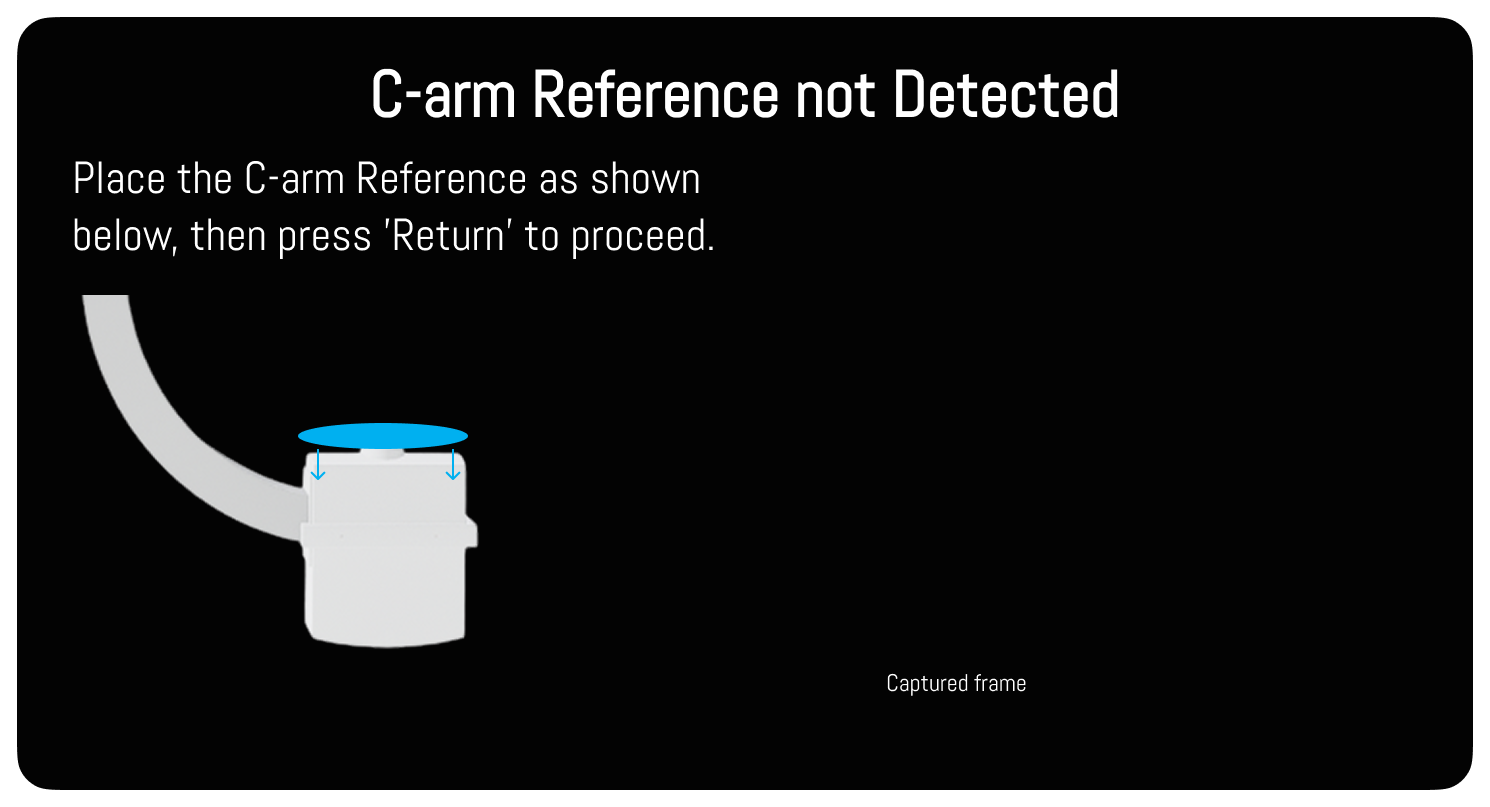 C-arm Reference not Detected
Place the C-arm Reference as shown
below, then press 'Return' to proceed.
Captured frame